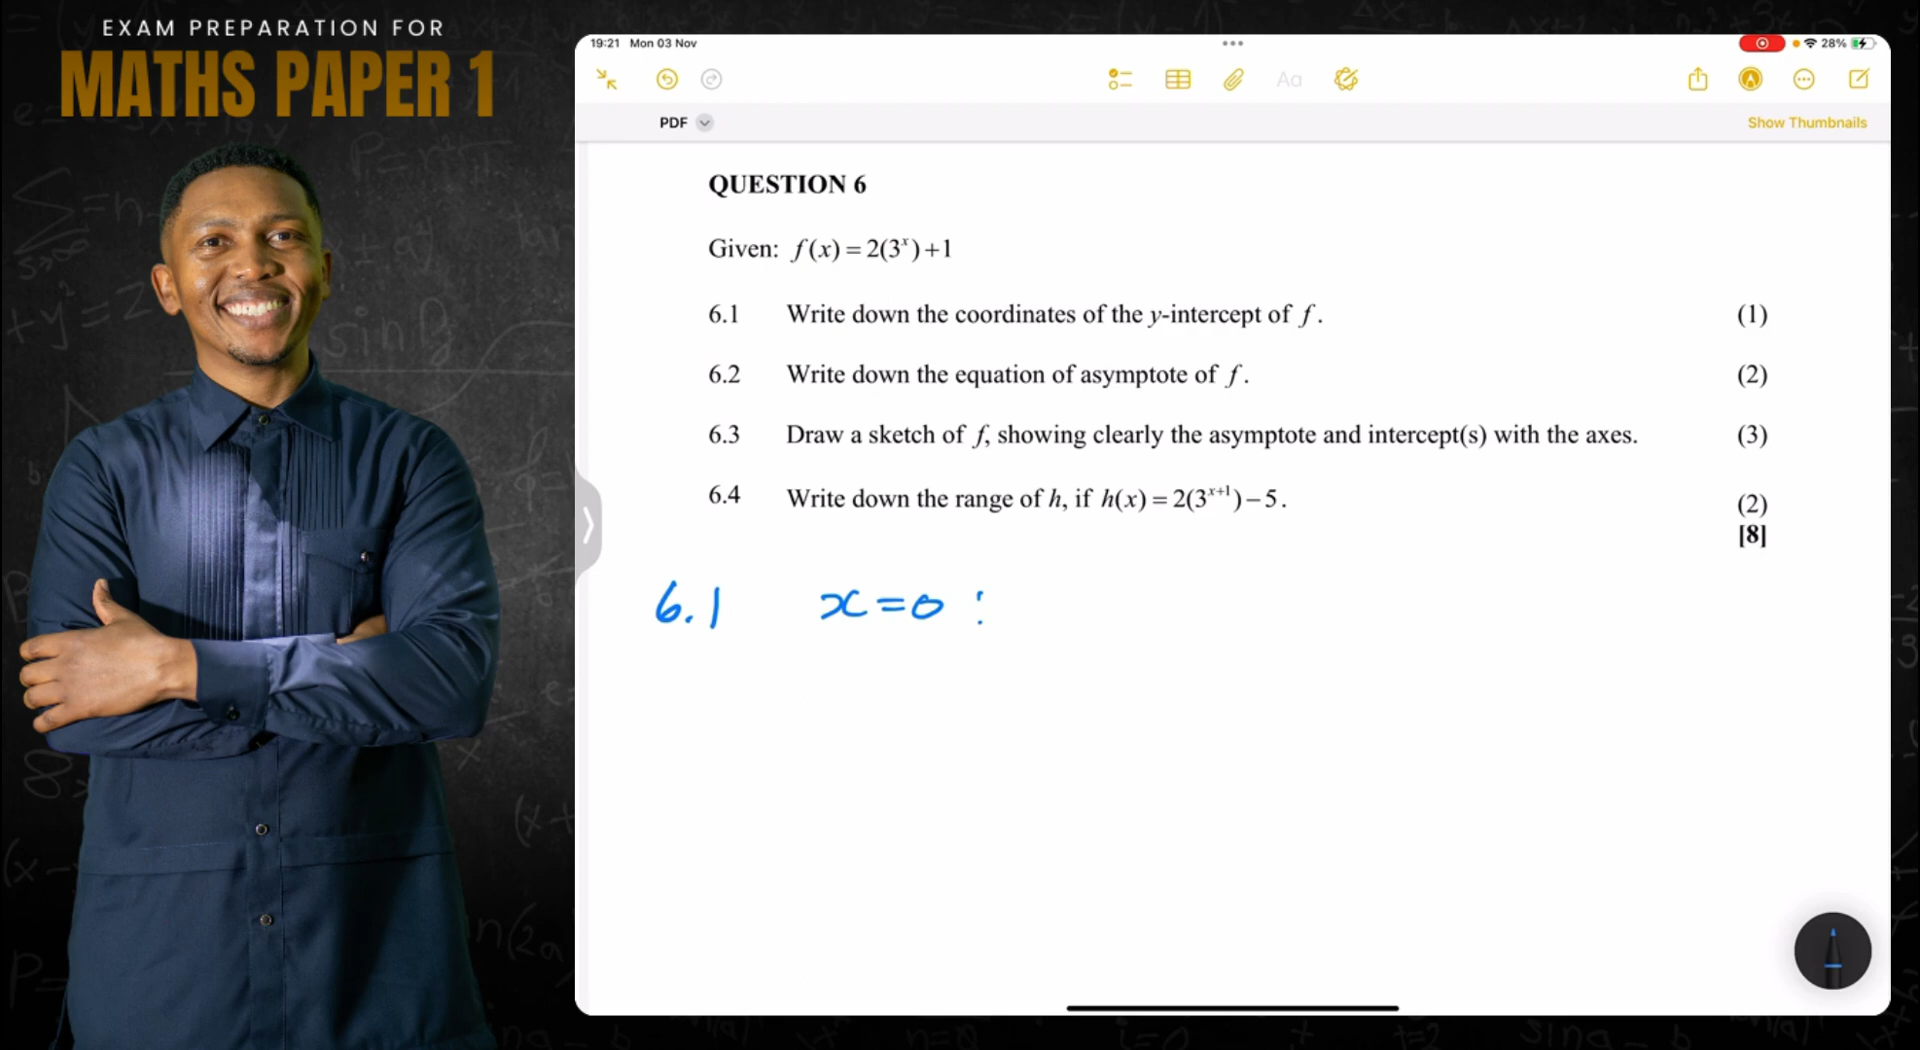 EXAM PREPARATION FOR
MATHS PAPER 1
19:21 Mon 03 Nov
28%
Aa
PDF
Show Thumbnails
QUESTION 6
Given: f(x) = 2(3ˣ) + 1
6.1 Write down the coordinates of the y-intercept of f. (1)
6.2 Write down the equation of asymptote of f. (2)
6.3 Draw a sketch of f, showing clearly the asymptote and intercept(s) with the axes. (3)
6.4 Write down the range of h, if h(x) = 2(3ˣ⁺¹) – 5. (2)
[8]
6.1 x = 0 :